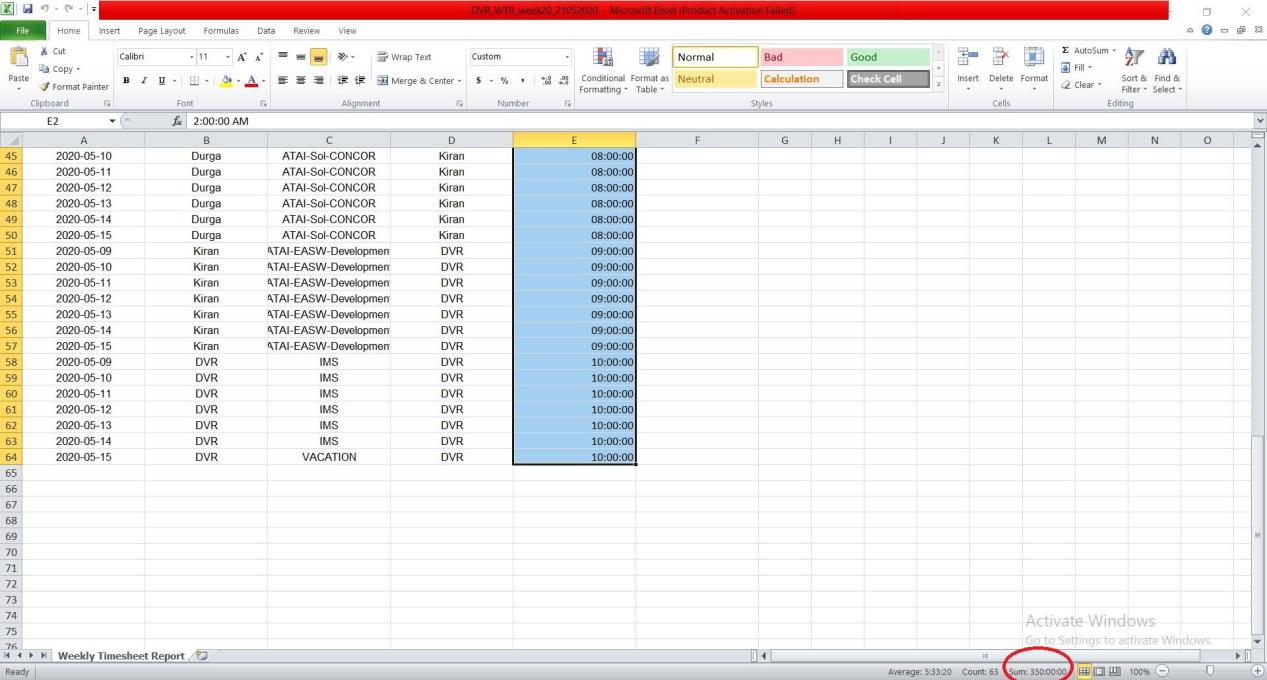 DVR_WTR_week20_21052020 - Microsoft Excel (Product Activation Failed)
File Home Insert Page Layout Formulas Data Review View
Cut Calibri 11 Wrap Text Custom Normal Bad Good AutoSum
Copy Fill
Format Painter Merge & Center Neutral Calculation Check Cell Clear
Paste Conditional Formatting Format as Table Insert Delete Format Sort & Filter Find & Select
Clipboard Font Alignment Number Styles Cells Editing
E2 fx 2:00:00 AM
A B C D E F G H I J K L M N O
45 2020-05-10 Durga ATAI-Sol-CONCOR Kiran 08:00:00
46 2020-05-11 Durga ATAI-Sol-CONCOR Kiran 08:00:00
47 2020-05-12 Durga ATAI-Sol-CONCOR Kiran 08:00:00
48 2020-05-13 Durga ATAI-Sol-CONCOR Kiran 08:00:00
49 2020-05-14 Durga ATAI-Sol-CONCOR Kiran 08:00:00
50 2020-05-15 Durga ATAI-Sol-CONCOR Kiran 08:00:00
51 2020-05-09 Kiran ATAI-EASW-Developmen DVR 09:00:00
52 2020-05-10 Kiran ATAI-EASW-Developmen DVR 09:00:00
53 2020-05-11 Kiran ATAI-EASW-Developmen DVR 09:00:00
54 2020-05-12 Kiran ATAI-EASW-Developmen DVR 09:00:00
55 2020-05-13 Kiran ATAI-EASW-Developmen DVR 09:00:00
56 2020-05-14 Kiran ATAI-EASW-Developmen DVR 09:00:00
57 2020-05-15 Kiran ATAI-EASW-Developmen DVR 09:00:00
58 2020-05-09 DVR IMS DVR 10:00:00
59 2020-05-10 DVR IMS DVR 10:00:00
60 2020-05-11 DVR IMS DVR 10:00:00
61 2020-05-12 DVR IMS DVR 10:00:00
62 2020-05-13 DVR IMS DVR 10:00:00
63 2020-05-14 DVR IMS DVR 10:00:00
64 2020-05-15 DVR VACATION DVR 10:00:00
65
66
67
68
69
70
71
72
73
74
Activate Windows
75
Go to Settings to activate Windows.
76
Weekly Timesheet Report
Ready Average: 5:33:20 Count: 63 Sum: 350:00:00 100%